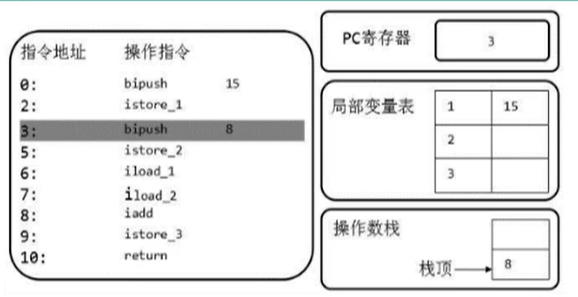 指令地址 操作指令
0: bipush 15
2: istore_1
3: bipush 8
5: istore_2
6: iload_1
7: iload_2
8: iadd
9: istore_3
10: return
PC寄存器 3
局部变量表 1 15
2
3
操作数栈
栈顶 8